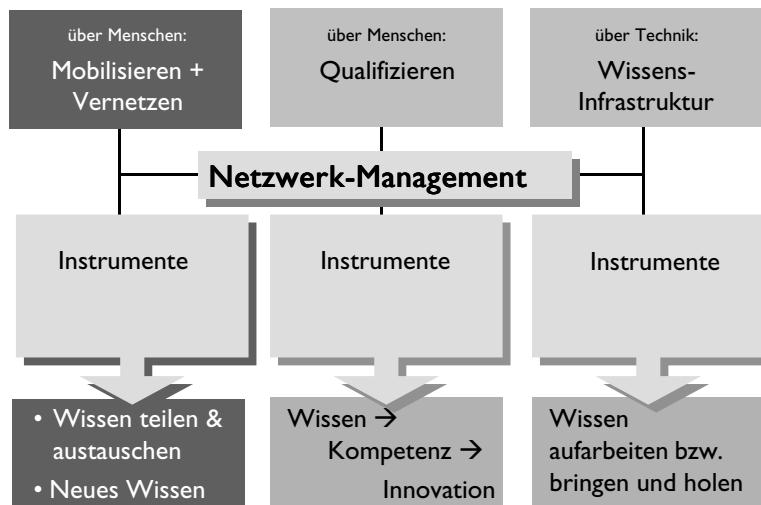 über Menschen:
Mobilisieren +
Vernetzen
über Menschen:
Qualifizieren
über Technik:
Wissens-
Infrastruktur
Netzwerk-Management
Instrumente
Instrumente
Instrumente
• Wissen teilen &
austauschen
• Neues Wissen
Wissen →
Kompetenz →
Innovation
Wissen
aufarbeiten bzw.
bringen und holen